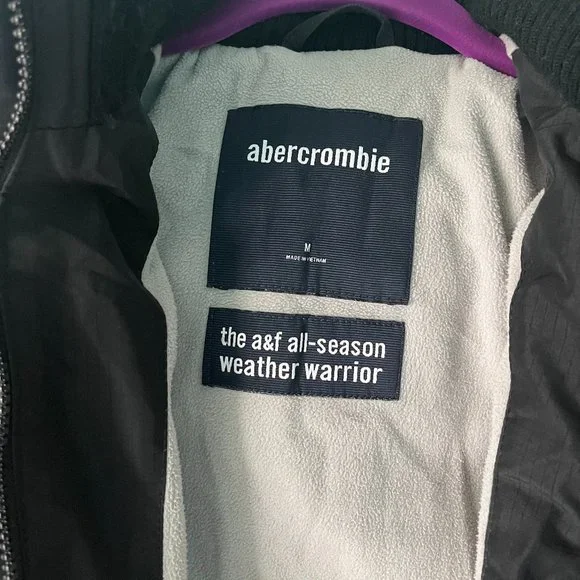 abercrombie
M
MADE IN VIETNAM
the a&f all-season
weather warrior